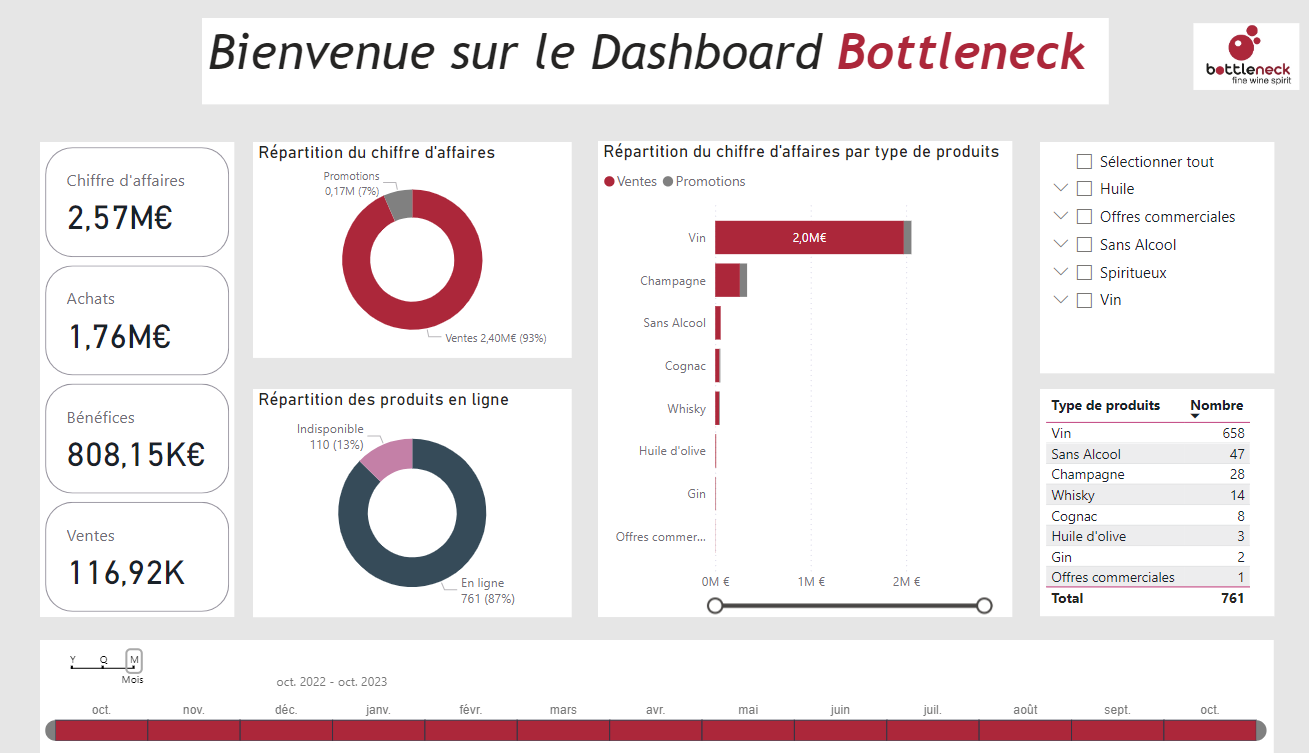 Bienvenue sur le Dashboard Bottleneck
bottleneck
fine wine spirit
Chiffre d'affaires
2,57M€
Achats
1,76M€
Bénéfices
808,15K€
Ventes
116,92K
Répartition du chiffre d'affaires
Promotions
0,17M (7%)
Ventes 2,40M€ (93%)
Répartition des produits en ligne
Indisponible
110 (13%)
En ligne
761 (87%)
Répartition du chiffre d'affaires par type de produits
Ventes Promotions
Vin 2,0M€
Champagne
Sans Alcool
Cognac
Whisky
Huile d'olive
Gin
Offres commer...
0M € 1M € 2M €
Sélectionner tout
Huile
Offres commerciales
Sans Alcool
Spiritueux
Vin
Type de produits Nombre
Vin 658
Sans Alcool 47
Champagne 28
Whisky 14
Cognac 8
Huile d'olive 3
Gin 2
Offres commerciales 1
Total 761
Y Q M
Mois
oct. 2022 - oct. 2023
oct. nov. déc. janv. févr. mars avr. mai juin juil. août sept. oct.